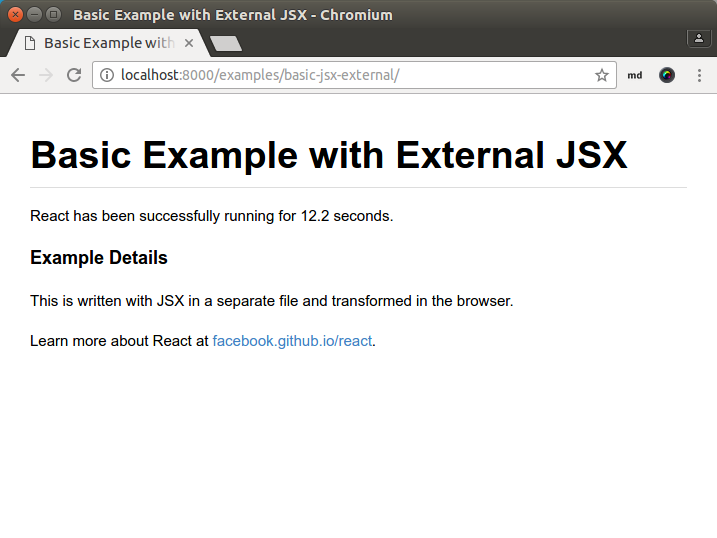 Basic Example with External JSX - Chromium
Basic Example with
localhost:8000/examples/basic-jsx-external/
md
Basic Example with External JSX
React has been successfully running for 12.2 seconds.
Example Details
This is written with JSX in a separate file and transformed in the browser.
Learn more about React at facebook.github.io/react.